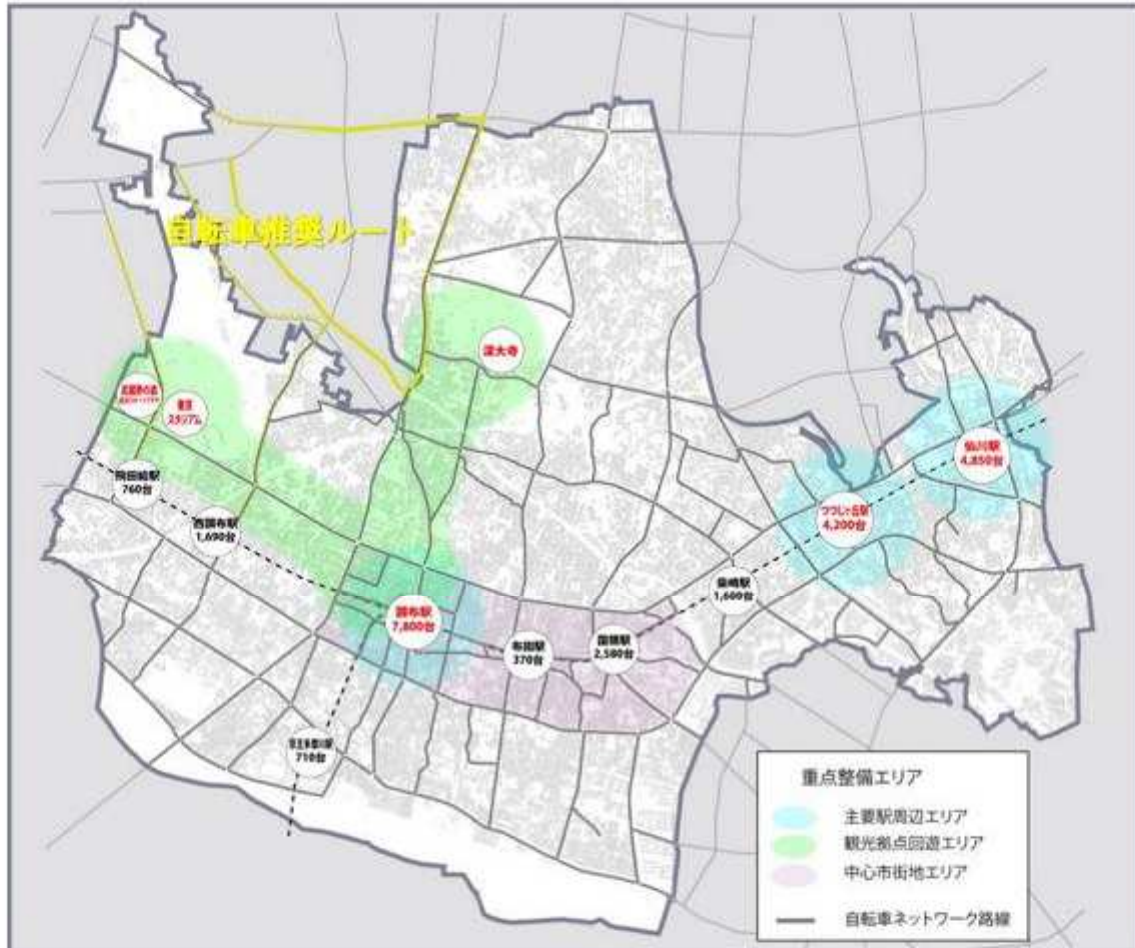 自転車推奨ルート
深大寺
武蔵野の森
東京
スタジアム
仙川駅
4,850台
飛田給駅
760台
つつじヶ丘駅
4,200台
西調布駅
1,690台
柴崎駅
1,600台
調布駅
7,800台
布田駅
370台
国領駅
2,580台
京王多摩川駅
710台
重点整備エリア
主要駅周辺エリア
観光拠点回遊エリア
中心市街地エリア
自転車ネットワーク路線